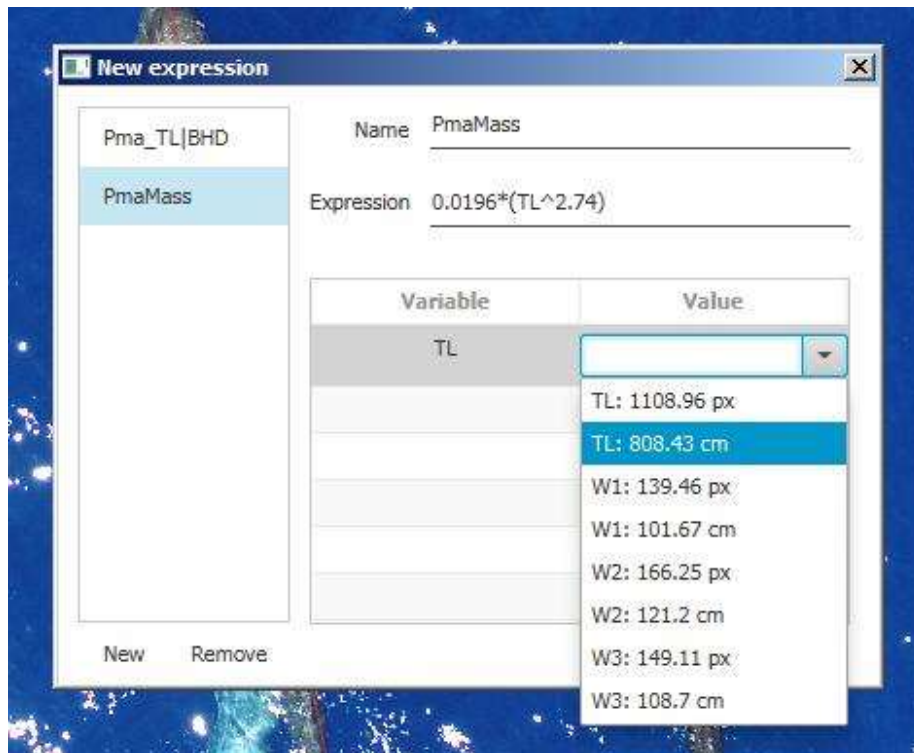 New expression
Pma_TL|BHD
PmaMass
Name PmaMass
Expression 0.0196*(TL^2.74)
Variable Value
TL
TL: 1108.96 px
TL: 808.43 cm
W1: 139.46 px
W1: 101.67 cm
W2: 166.25 px
W2: 121.2 cm
W3: 149.11 px
W3: 108.7 cm
New Remove